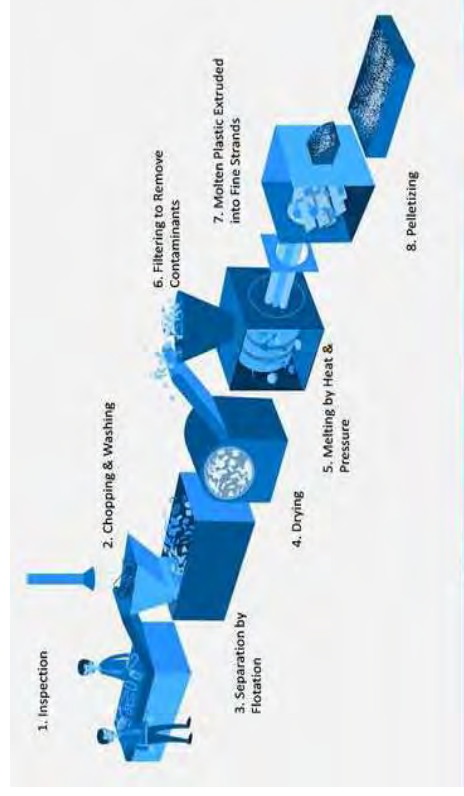 1. Inspection
2. Chopping & Washing
3. Separation by
Flotation
4. Drying
5. Melting by Heat &
Pressure
6. Filtering to Remove
Contaminants
7. Molten Plastic Extruded
into Fine Strands
8. Pelletizing